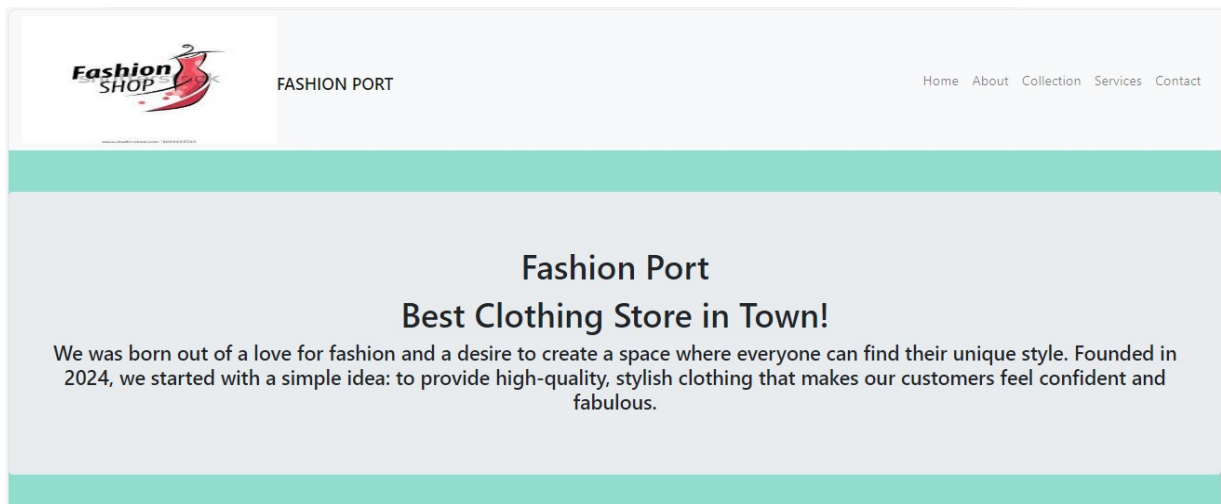 Fashion
SHOP
FASHION PORT
Home About Collection Services Contact
Fashion Port
Best Clothing Store in Town!
We was born out of a love for fashion and a desire to create a space where everyone can find their unique style. Founded in
2024, we started with a simple idea: to provide high-quality, stylish clothing that makes our customers feel confident and
fabulous.